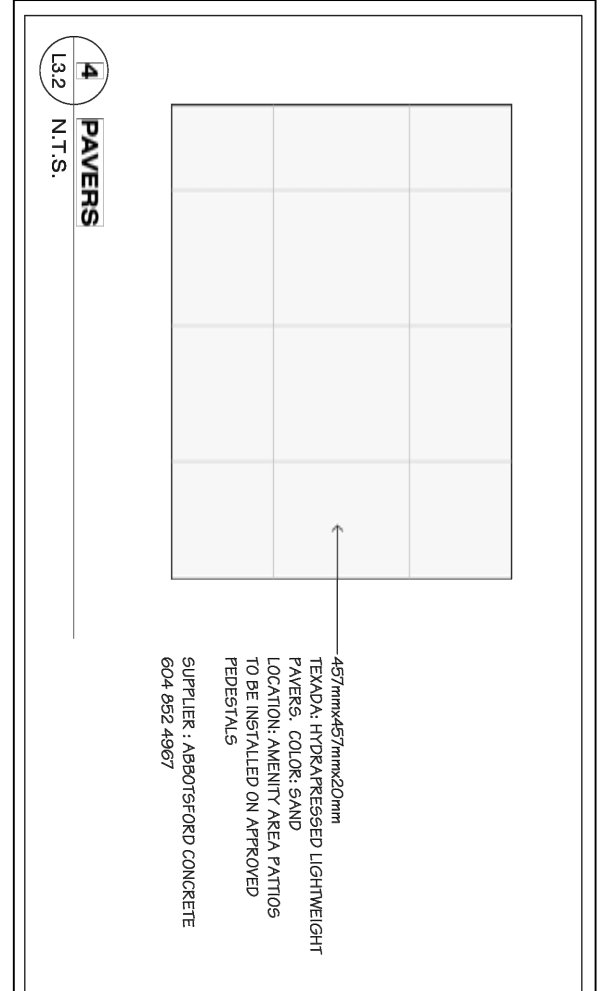 457mmx457mmx20mm
TEXADA: HYDRAPRESSED LIGHTWEIGHT
PAVERS. COLOR: SAND
LOCATION: AMENITY AREA PATTIOS
TO BE INSTALLED ON APPROVED
PEDESTALS
SUPPLIER : ABBOTSFORD CONCRETE
604 852 4967
4 PAVERS
L3.2 N.T.S.